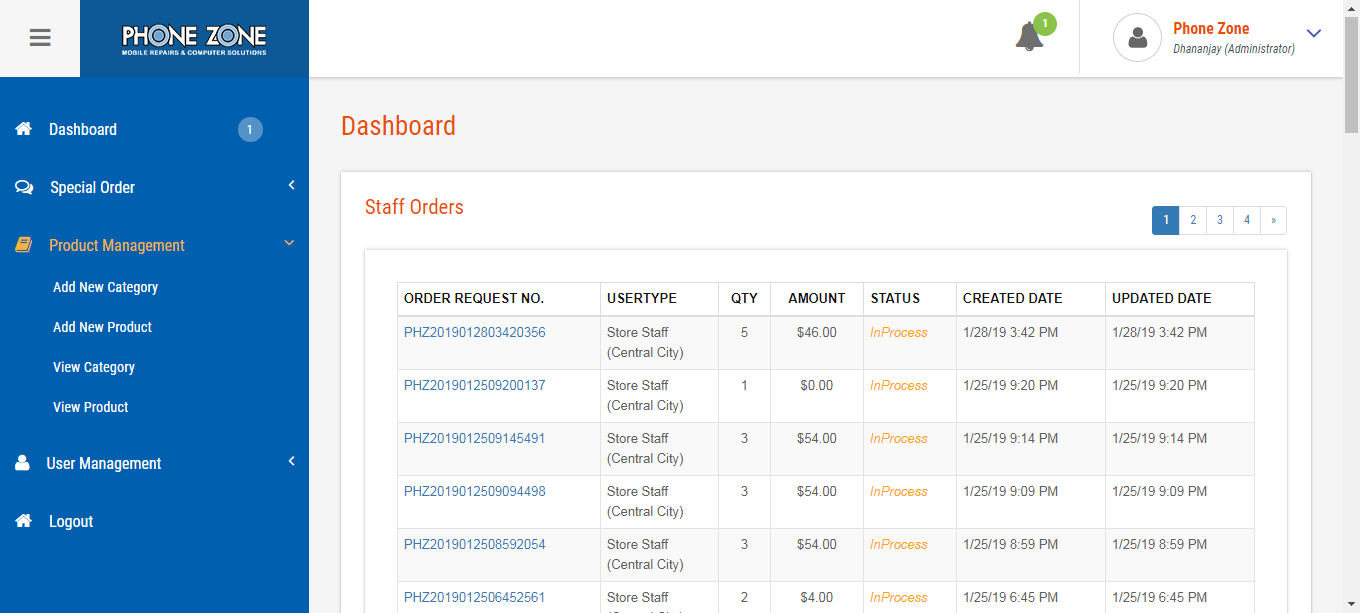 PHONE ZONE
MOBILE REPAIRS & COMPUTER SOLUTIONS
1
Phone Zone
Dhananjay (Administrator)
Dashboard
1
Special Order
Product Management
Add New Category
Add New Product
View Category
View Product
User Management
Logout
Dashboard
Staff Orders
1 2 3 4 »
ORDER REQUEST NO. USERTYPE QTY AMOUNT STATUS CREATED DATE UPDATED DATE
PHZ2019012803420356 Store Staff 5 $46.00 InProcess 1/28/19 3:42 PM 1/28/19 3:42 PM
(Central City)
PHZ2019012509200137 Store Staff 1 $0.00 InProcess 1/25/19 9:20 PM 1/25/19 9:20 PM
(Central City)
PHZ2019012509145491 Store Staff 3 $54.00 InProcess 1/25/19 9:14 PM 1/25/19 9:14 PM
(Central City)
PHZ2019012509094498 Store Staff 3 $54.00 InProcess 1/25/19 9:09 PM 1/25/19 9:09 PM
(Central City)
PHZ2019012508592054 Store Staff 3 $54.00 InProcess 1/25/19 8:59 PM 1/25/19 8:59 PM
(Central City)
PHZ2019012506452561 Store Staff 2 $4.00 InProcess 1/25/19 6:45 PM 1/25/19 6:45 PM